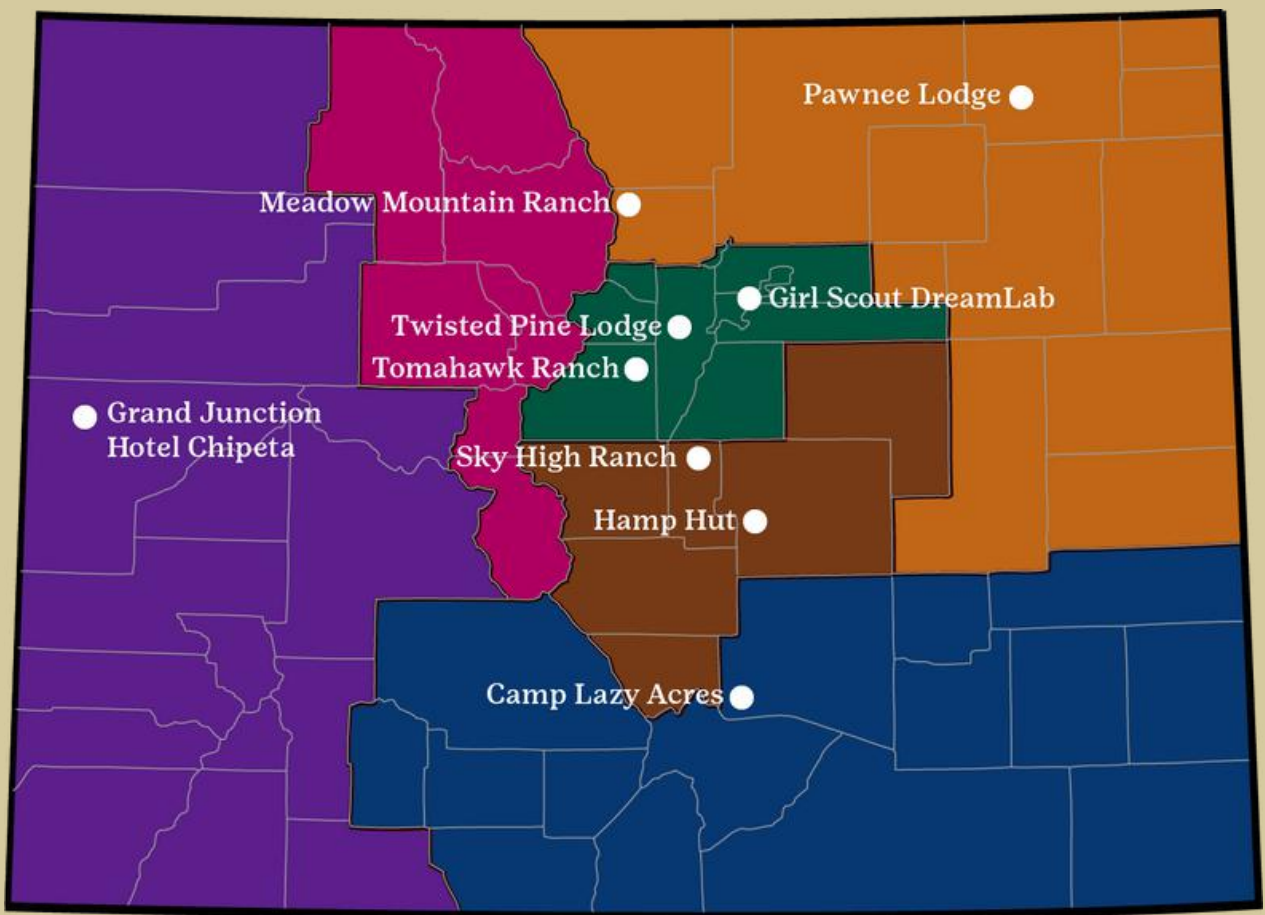 Pawnee Lodge
Meadow Mountain Ranch
Girl Scout DreamLab
Twisted Pine Lodge
Tomahawk Ranch
Grand Junction
Hotel Chipeta
Sky High Ranch
Hamp Hut
Camp Lazy Acres